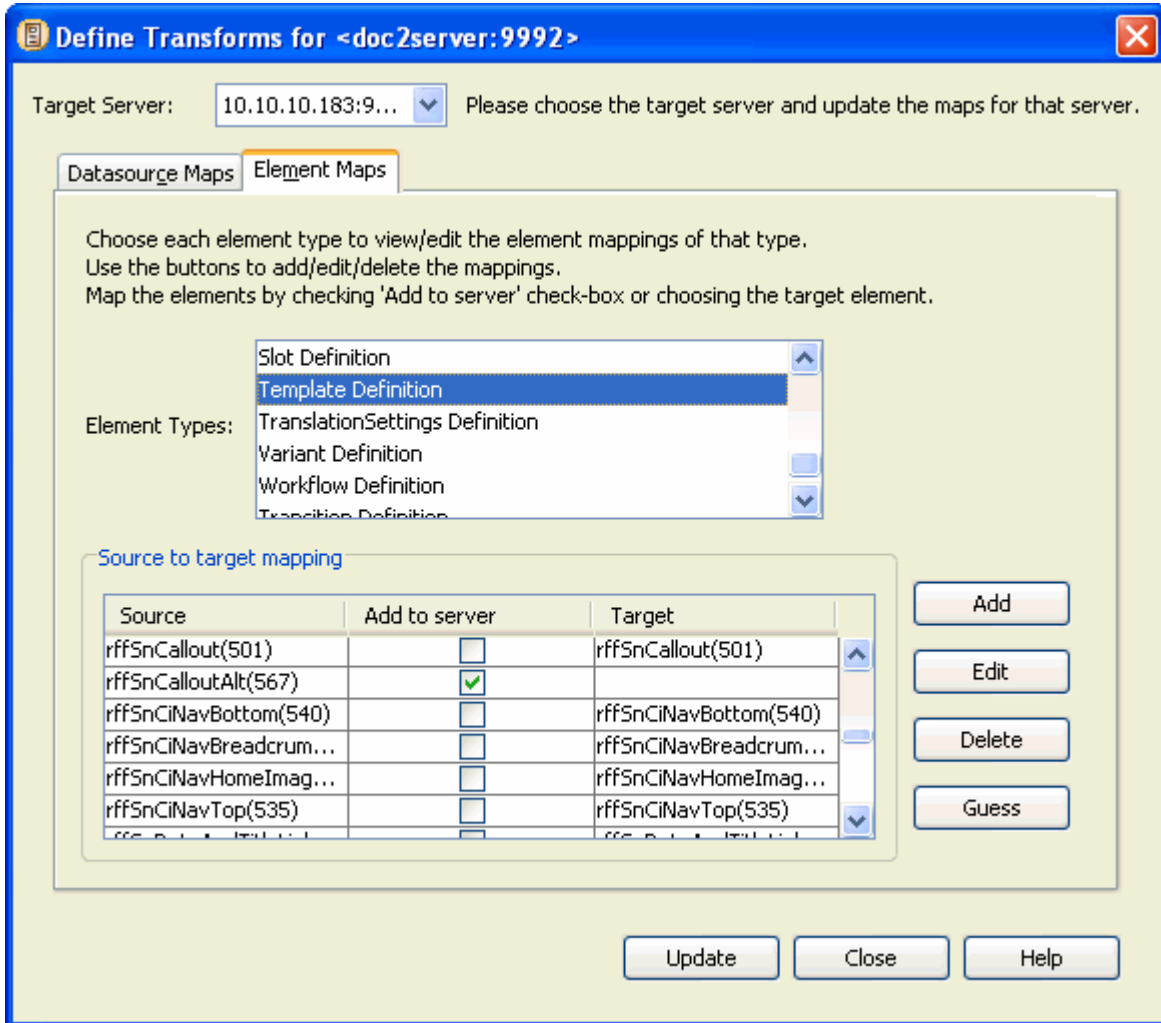 Define Transforms for <doc2server:9992>
Target Server: 10.10.10.183:9... Please choose the target server and update the maps for that server.
Datasource Maps Element Maps
Choose each element type to view/edit the element mappings of that type.
Use the buttons to add/edit/delete the mappings.
Map the elements by checking 'Add to server' check-box or choosing the target element.
Element Types:
Slot Definition
Template Definition
TranslationSettings Definition
Variant Definition
Workflow Definition
Transition Definition
Source to target mapping
Source Add to server Target
rffSnCallout(501) rffSnCallout(501)
rffSnCalloutAlt(567)
rffSnCiNavBottom(540) rffSnCiNavBottom(540)
rffSnCiNavBreadcrum... rffSnCiNavBreadcrum...
rffSnCiNavHomeImag... rffSnCiNavHomeImag...
rffSnCiNavTop(535) rffSnCiNavTop(535)
Add
Edit
Delete
Guess
Update Close Help